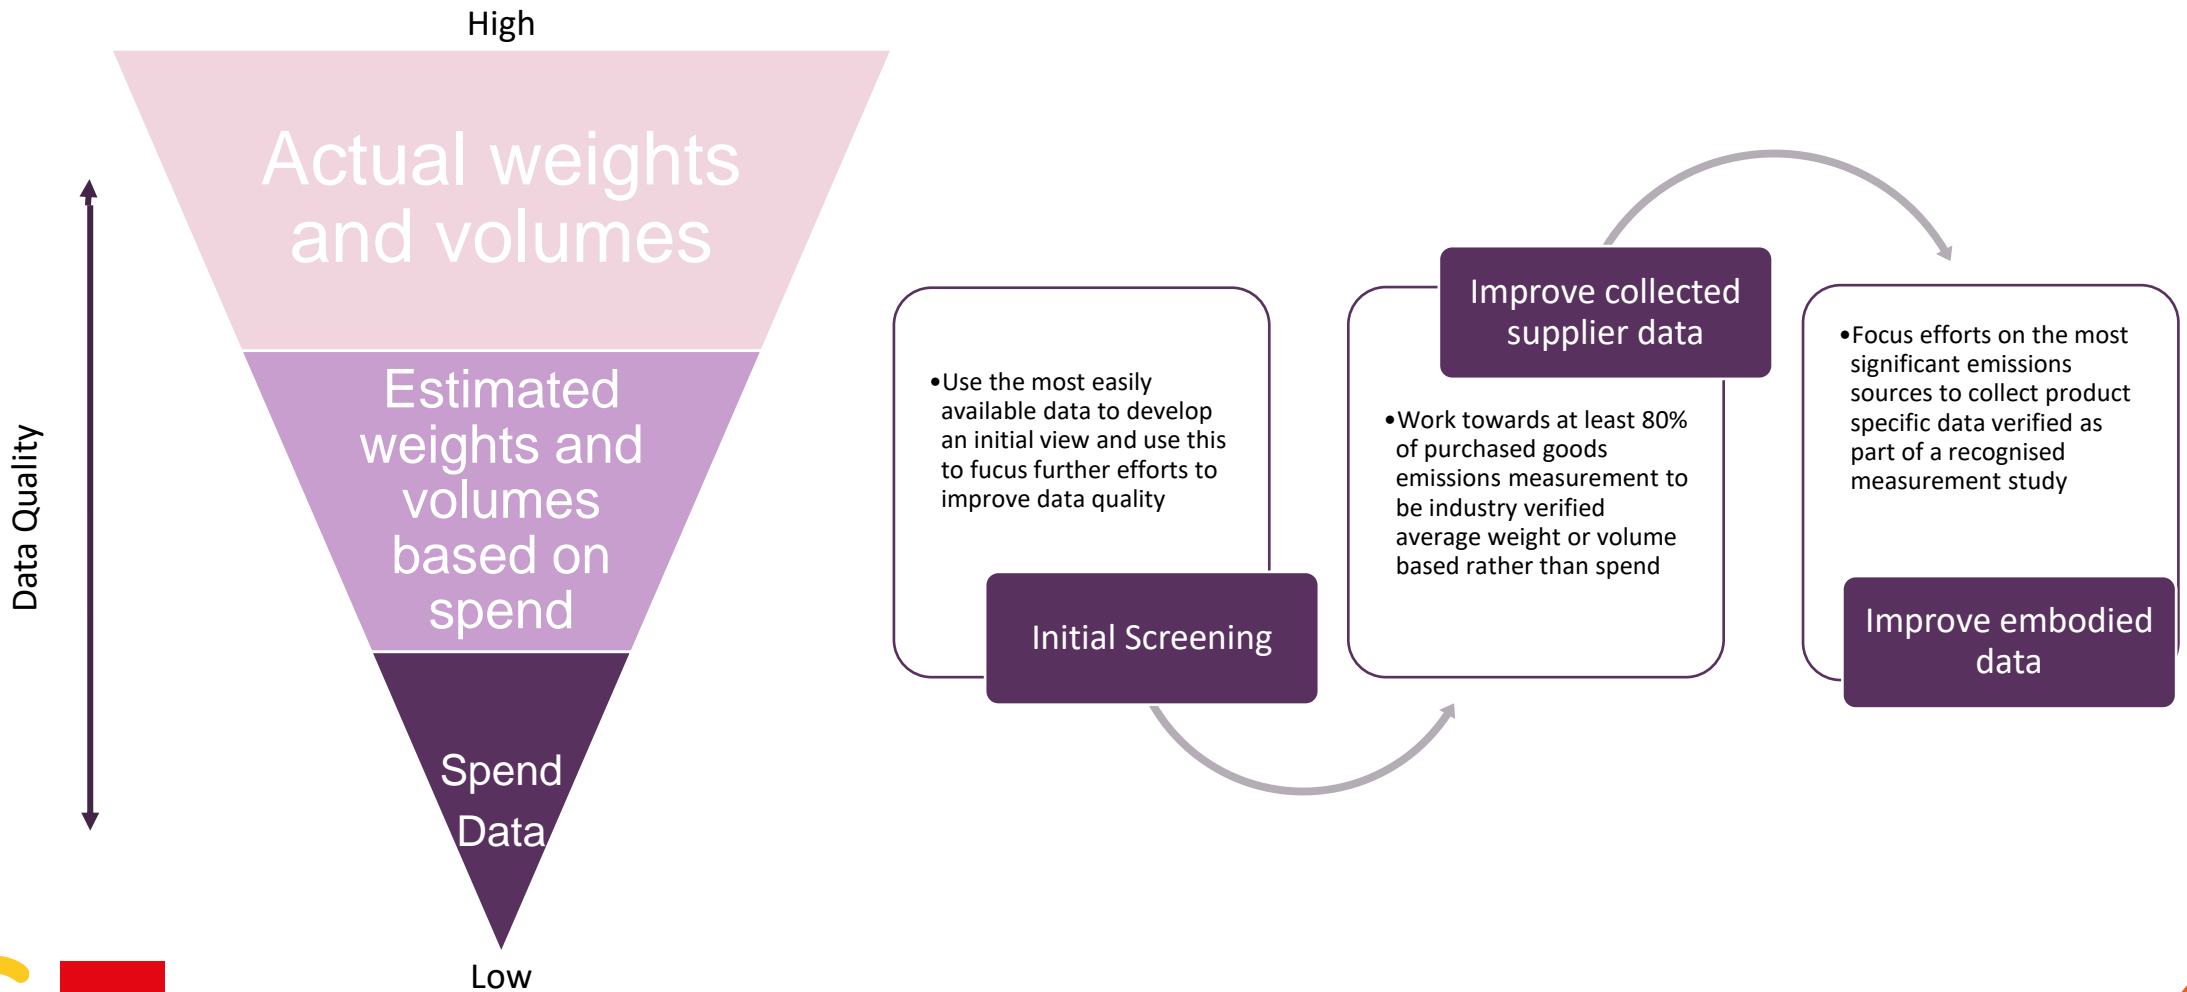 High
Actual weights
and volumes
Estimated
weights and
volumes
based on
spend
Spend
Data
Low
Data Quality
•Use the most easily
available data to develop
an initial view and use this
to fucus further efforts to
improve data quality
Initial Screening
Improve collected
supplier data
•Work towards at least 80%
of purchased goods
emissions measurement to
be industry verified
average weight or volume
based rather than spend
•Focus efforts on the most
significant emissions
sources to collect product
specific data verified as
part of a recognised
measurement study
Improve embodied
data